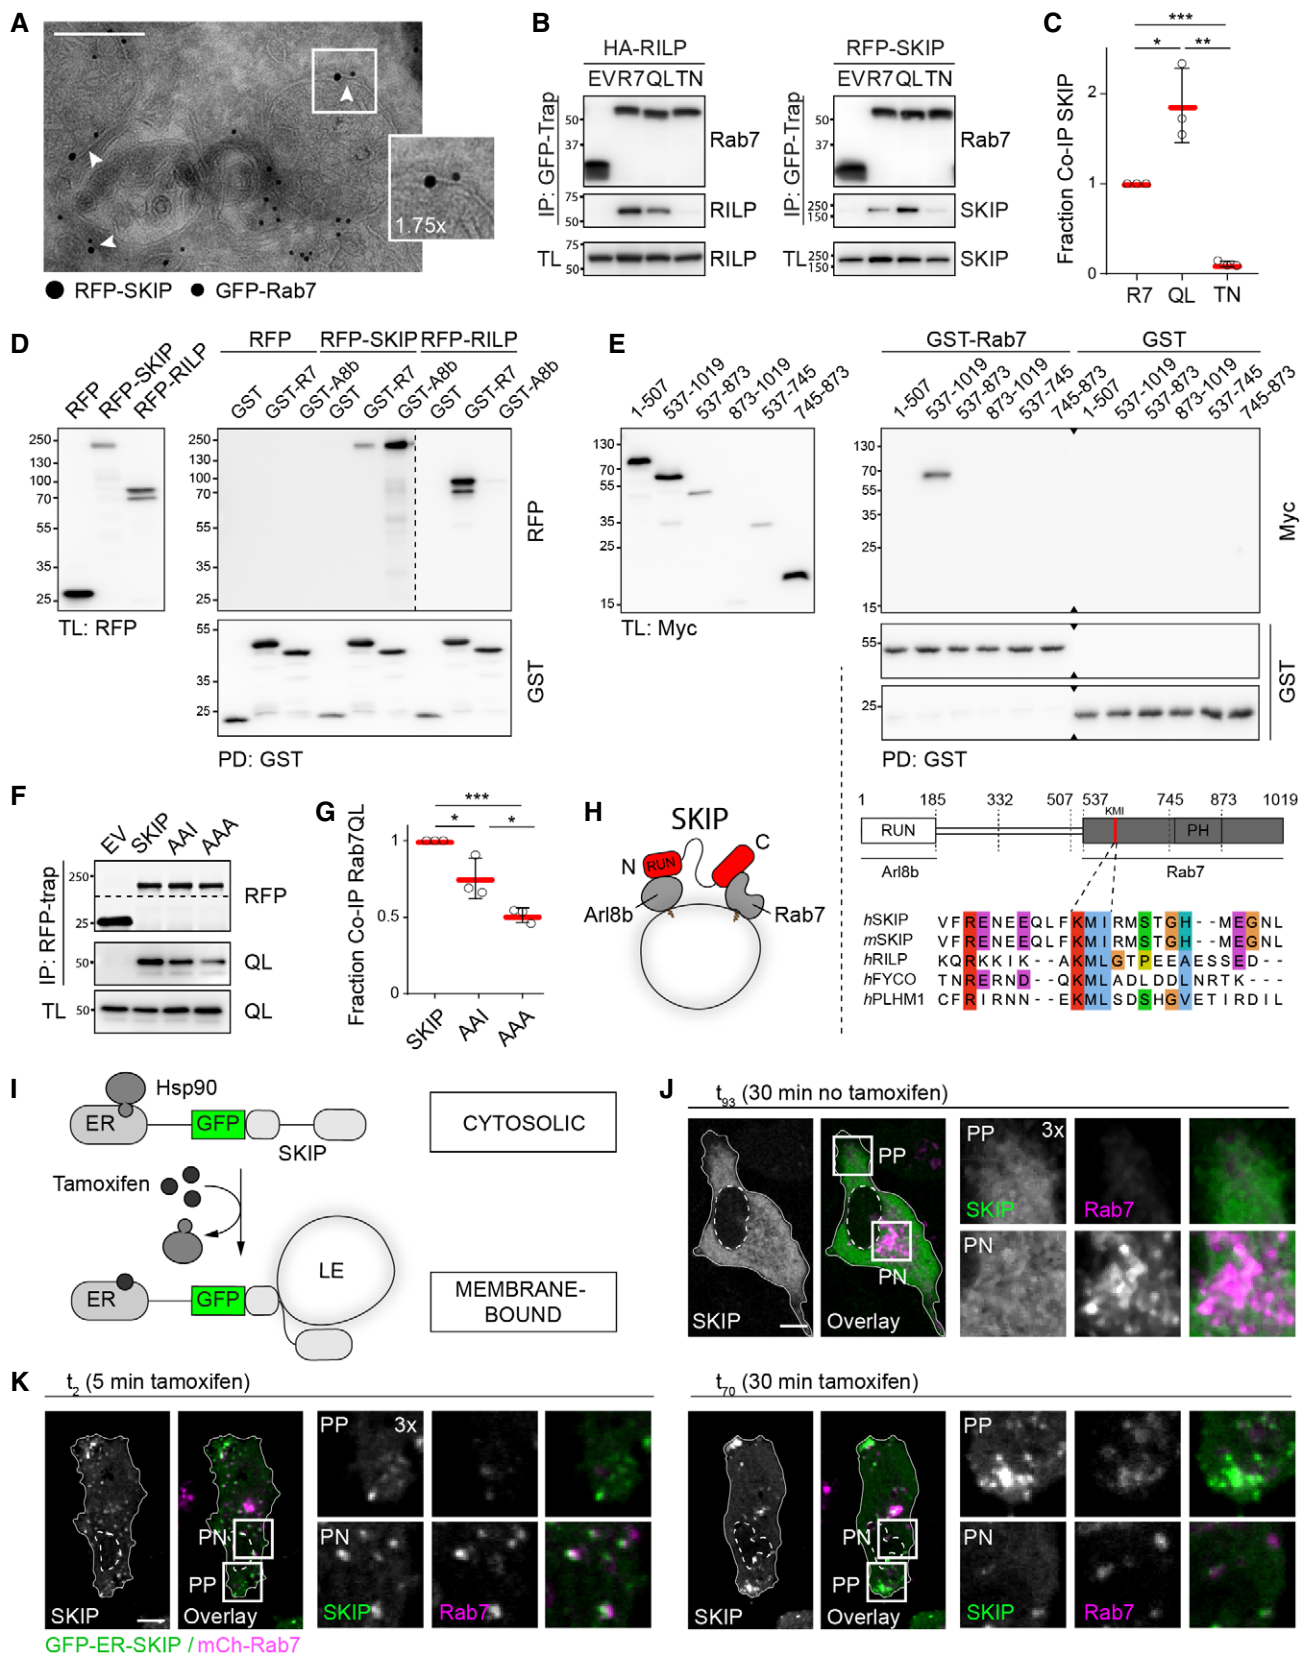 A
1.75x
RFP-SKIP GFP-Rab7
B
HA-RILP RFP-SKIP
EV R7 QL TN EV R7 QL TN
IP: GFP-Trap
50
37
Rab7
75
50
RILP
TL
75
50
RILP
IP: GFP-Trap
50
37
Rab7
250
150
SKIP
TL
250
150
SKIP
C
*** 
* **
Fraction Co-IP SKIP
2
1
0
R7 QL TN
D
RFP RFP-SKIP RFP-RILP
RFP RFP-SKIP RFP-RILP
GST GST-R7 GST-A8b GST GST-R7 GST-A8b GST GST-R7 GST-A8b
250
130
100
70
55
35
25
TL: RFP
250
130
100
70
55
35
25
RFP
55
35
25
GST
PD: GST
E
GST-Rab7 GST
1-507 537-1019 537-873 873-1019 537-745 745-873
1-507 537-1019 537-873 873-1019 537-745 745-873 1-507 537-1019 537-873 873-1019 537-745 745-873
130
70
55
35
25
15
TL: Myc
130
70
55
35
25
15
Myc
55
25
GST
PD: GST
F
EV SKIP AAI AAA
IP: RFP-trap
250
25
RFP
50
QL
TL
50
QL
G
***
* *
Fraction Co-IP Rab7QL
1
0.5
0
SKIP AAI AAA
H
SKIP
N RUN C
Arl8b Rab7
1 185 332 507 537 745 873 1019
KMI
RUN PH
Arl8b Rab7
hSKIP VFRENEEQLFKMIRMSTGH--MEGNL
mSKIP VFRENEEQLFKMIRMSTGH--MEGNL
hRILP KQRKKIK--AKMLGTPEEAESSED--
hFYCO TNRERND--QKMLADLDDLNRTK---
hPLHM1 CFRIRNN--EKMLSDSHGVETIRDIL
I
Hsp90
ER GFP
SKIP
CYTOSOLIC
Tamoxifen
LE
ER GFP
MEMBRANE-
BOUND
J
t93 (30 min no tamoxifen)
PP
PN
SKIP
Overlay
PP 3x
SKIP Rab7
PN
K
t2 (5 min tamoxifen)
PN
PP
SKIP
Overlay
PP 3x
PN
SKIP Rab7
GFP-ER-SKIP / mCh-Rab7
t70 (30 min tamoxifen)
PN
PP
SKIP
Overlay
PP
PN
SKIP Rab7